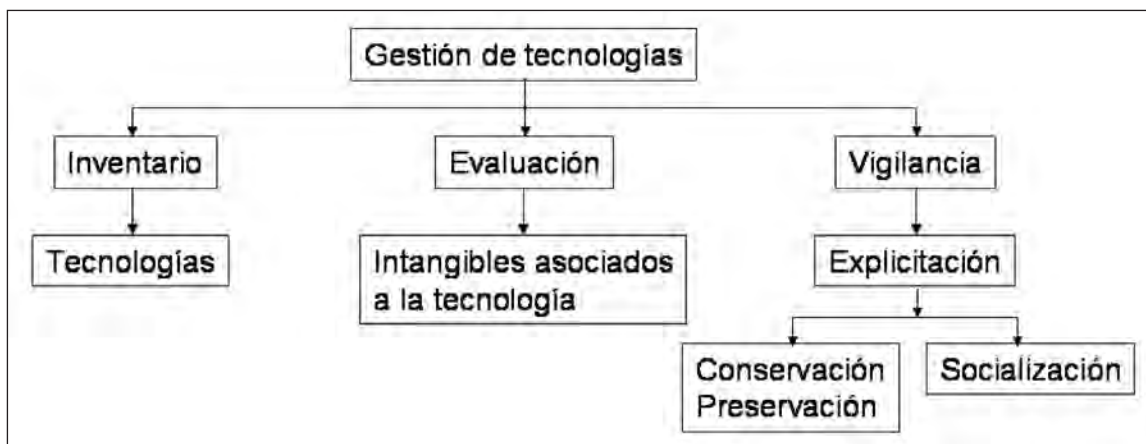 Gestión de tecnologías
Inventario
Evaluación
Vigilancia
Tecnologías
Intangibles asociados
a la tecnología
Explicitación
Conservación
Preservación
Socialización